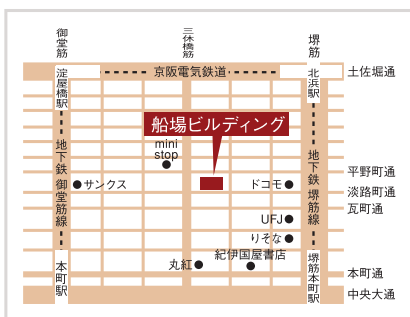 御堂筋
三休橋筋
堺筋
淀屋橋駅
京阪電気鉄道
北浜駅
土佐堀通
船場ビルディング
mini
stop
地下鉄御堂筋線
サンクス
ドコモ
地下鉄堺筋線
平野町通
淡路町通
瓦町通
UFJ
りそな
紀伊国屋書店
丸紅
本町駅
堺筋本町駅
本町通
中央大通